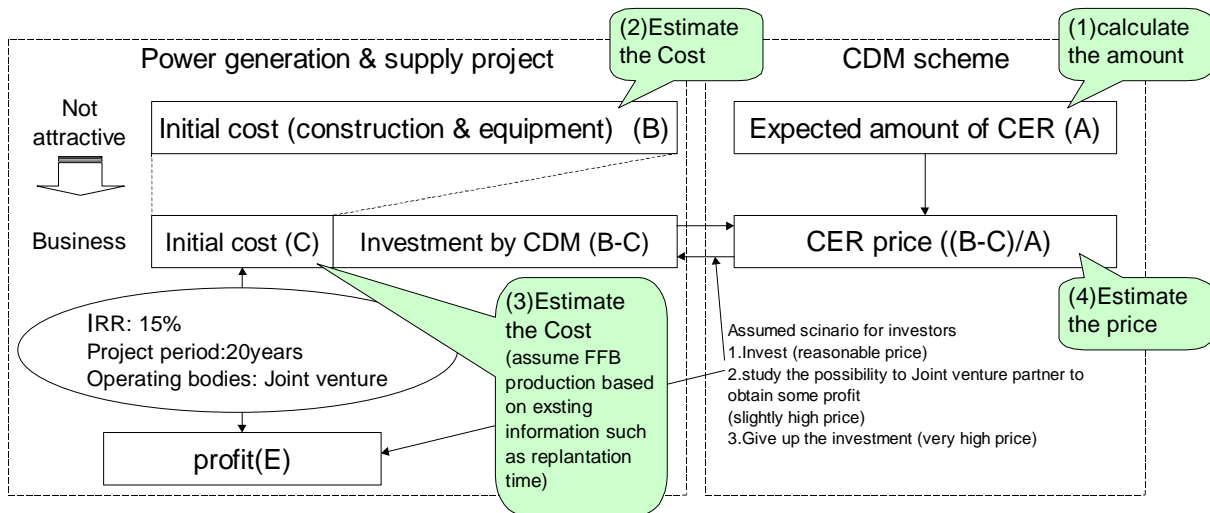 (2)Estimate
the Cost
(1)calculate
the amount
Power generation & supply project
CDM scheme
Not
attractive
Initial cost (construction & equipment) (B)
Expected amount of CER (A)
Business
Initial cost (C)
Investment by CDM (B-C)
CER price ((B-C)/A)
(3)Estimate
the Cost
(assume FFB
production based
on exsting
information such
as replantation
time)
(4)Estimate
the price
IRR: 15%
Project period:20years
Operating bodies: Joint venture
Assumed scinario for investors
1.Invest (reasonable price)
2.study the possibility to Joint venture partner to
obtain some profit
(slightly high price)
3.Give up the investment (very high price)
profit(E)